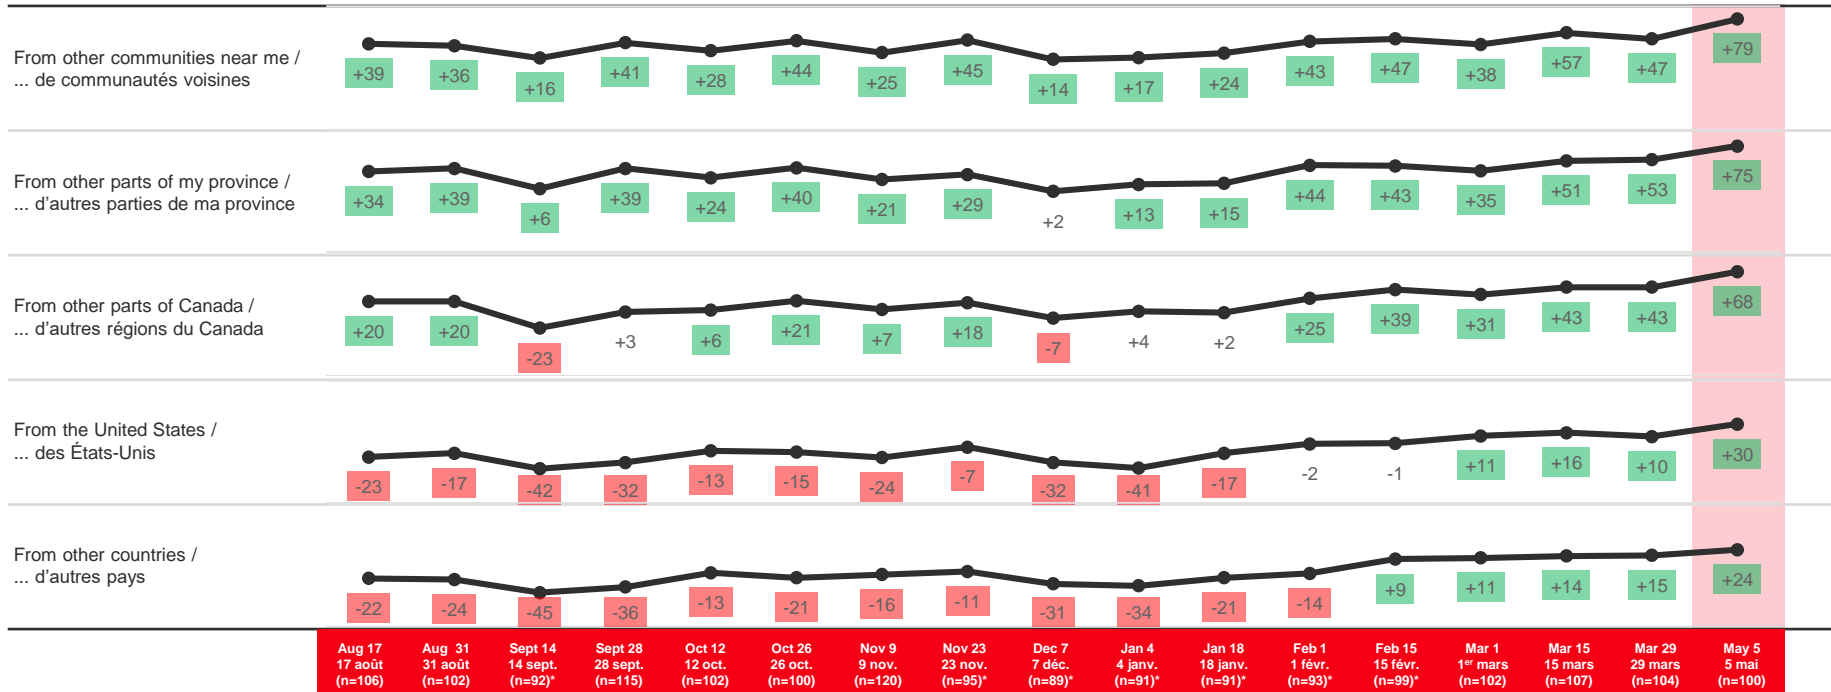 From other communities near me /
... de communautés voisines
+39 +36 +16 +41 +28 +44 +25 +45 +14 +17 +24 +43 +47 +38 +57 +47 +79
From other parts of my province /
... d'autres parties de ma province
+34 +39 +6 +39 +24 +40 +21 +29 +2 +13 +15 +44 +43 +35 +51 +53 +75
From other parts of Canada /
... d'autres régions du Canada
+20 +20 -23 +3 +6 +21 +7 +18 -7 +4 +2 +25 +39 +31 +43 +43 +68
From the United States /
... des États-Unis
-23 -17 -42 -32 -13 -15 -24 -7 -32 -41 -17 -2 -1 +11 +16 +10 +30
From other countries /
... d'autres pays
-22 -24 -45 -36 -13 -21 -16 -11 -31 -34 -21 -14 +9 +11 +14 +15 +24
Aug 17 Aug 31 Sept 14 Sept 28 Oct 12 Oct 26 Nov 9 Nov 23 Dec 7 Jan 4 Jan 18 Feb 1 Feb 15 Mar 1 Mar 15 Mar 29 May 5
17 août 31 août 14 sept. 28 sept. 12 oct. 26 oct. 9 nov. 23 nov. 7 déc. 4 janv. 18 janv. 1 févr. 15 févr. 1er mars 15 mars 29 mars 5 mai
(n=106) (n=102) (n=92)* (n=115) (n=102) (n=100) (n=120) (n=95)* (n=89)* (n=91)* (n=91)* (n=93)* (n=99)* (n=102) (n=107) (n=104) (n=100)